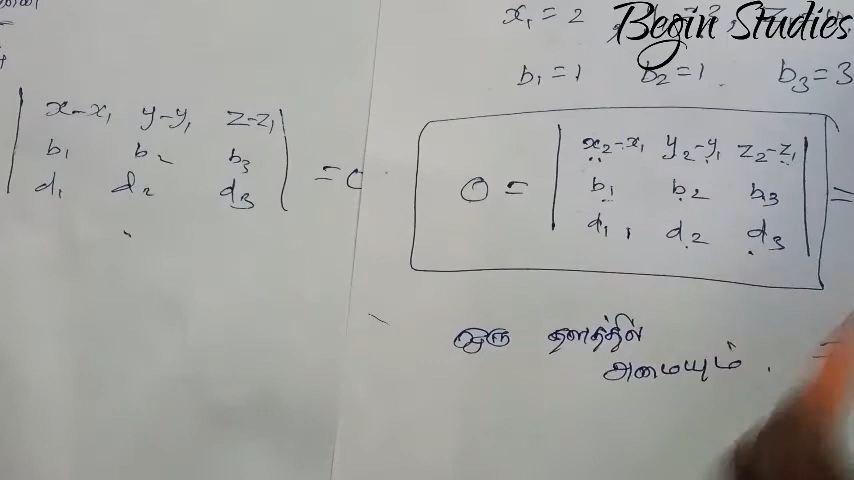 x₁ = 2
Begin Studies
b₁ = 1 b₂ = 1 b₃ = 3
x-x₁ y-y₁ z-z₁
b₁ b₂ b₃ = 0
d₁ d₂ d₃
x₂-x₁ y₂-y₁ z₂-z₁
0 = b₁ b₂ b₃ =
d₁ d₂ d₃
ஒரு தளத்தில்
அமையும்.